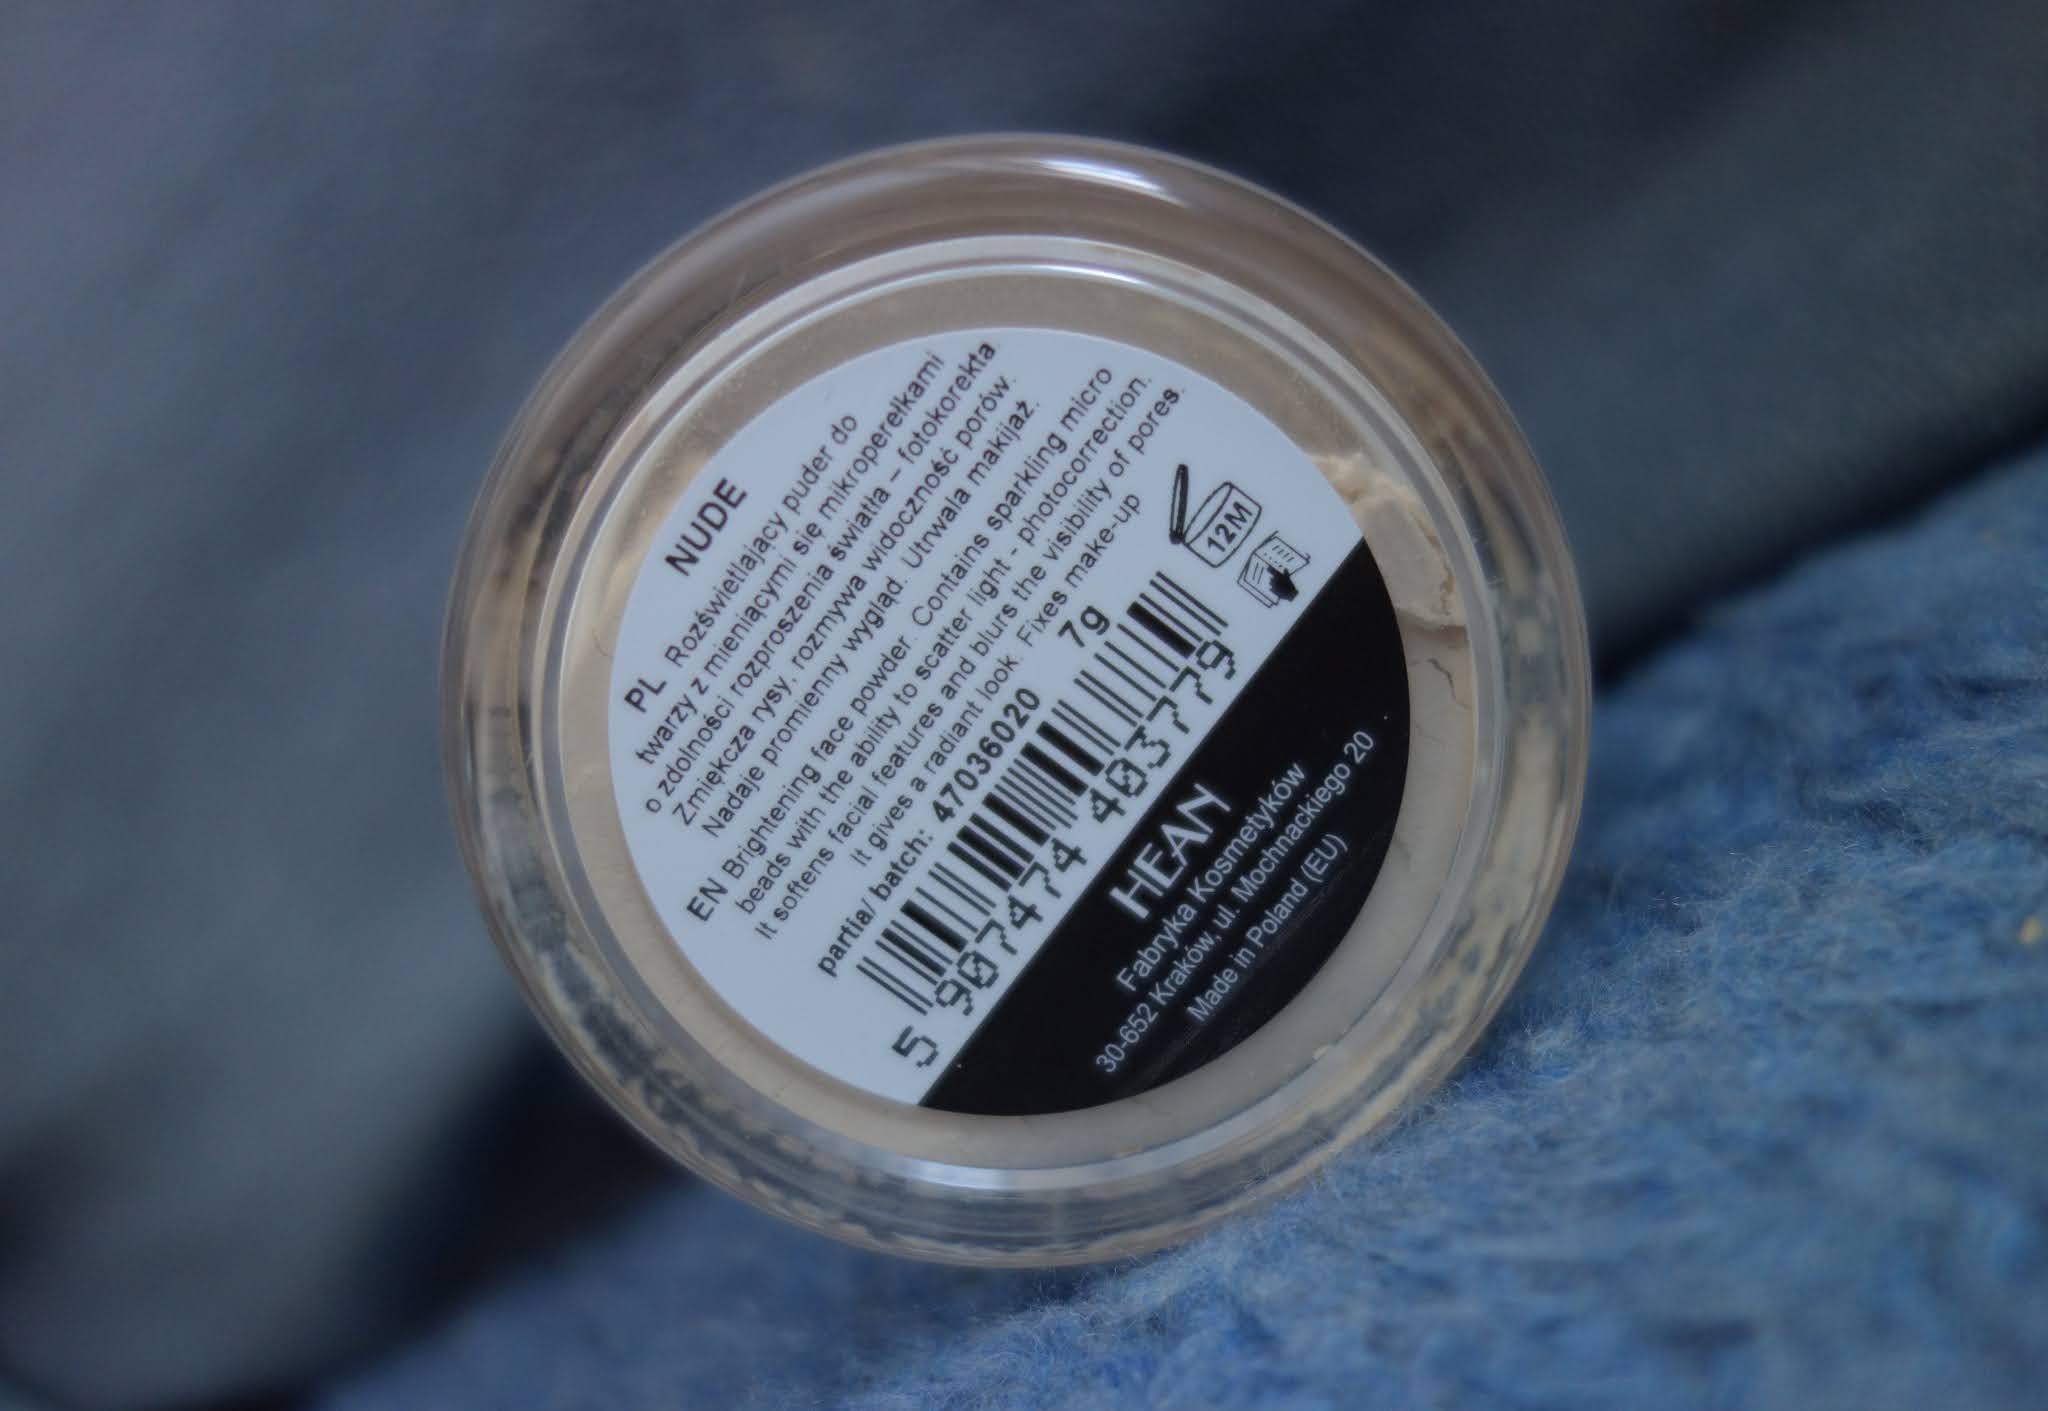 NUDE
PL Rozświetlający puder do
twarzy z mieniącymi się mikroperełkami
o zdolności rozproszenia światła – fotokorekta
Zmiękcza rysy, rozmywa widoczność porów.
Nadaje promienny wygląd. Utrwala makijaż.
EN Brightening face powder. Contains sparkling micro
beads with the ability to scatter light - photocorrection.
It softens facial features and blurs the visibility of pores.
It gives a radiant look. Fixes make-up
12M
partia/ batch: 47036020 7g
5 907474 403779
HEAN
Fabryka Kosmetyków
30-652 Kraków, ul. Mochnackiego 20
Made in Poland (EU)